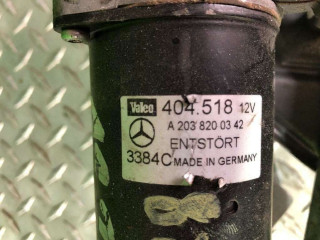 Valeo 404.518 12V
A 203 820 03 42
ENTSTÖRT
3384C MADE IN GERMANY